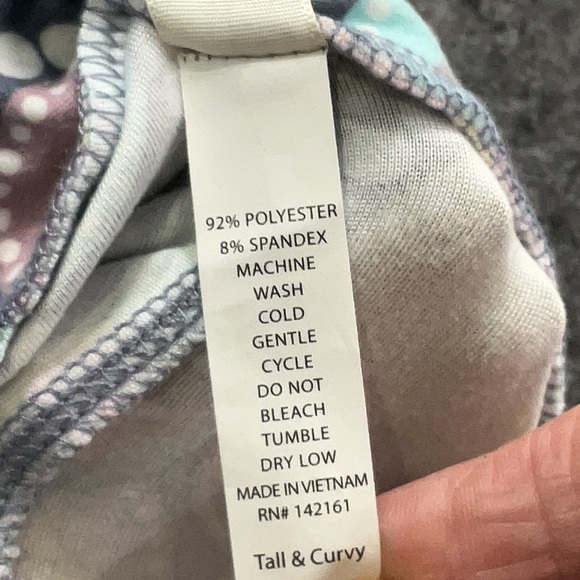 92% POLYESTER
8% SPANDEX
MACHINE
WASH
COLD
GENTLE
CYCLE
DO NOT
BLEACH
TUMBLE
DRY LOW
MADE IN VIETNAM
RN# 142161
Tall & Curvy